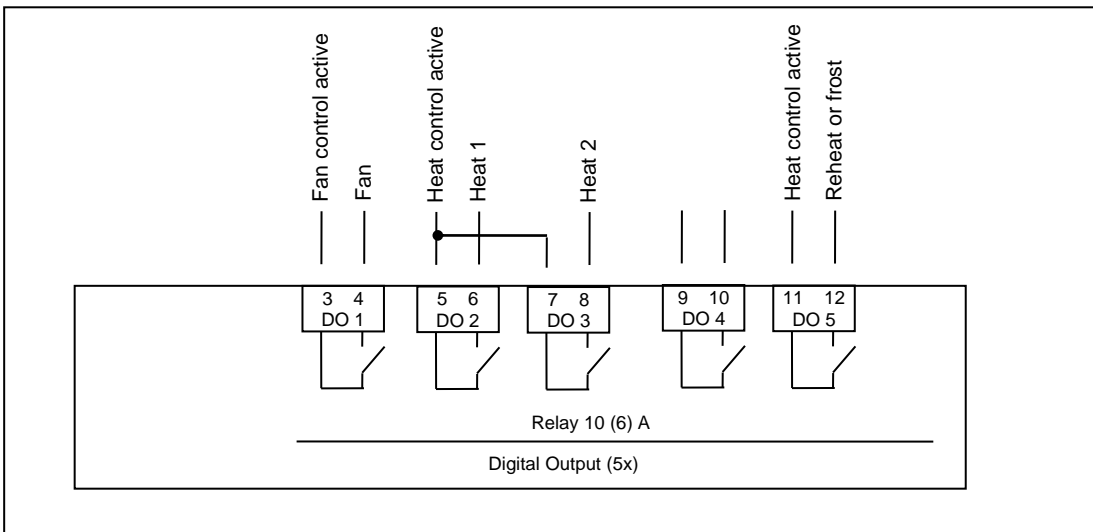 Fan control active
Fan
Heat control active
Heat 1
Heat 2
Heat control active
Reheat or frost
3 4
DO 1
5 6
DO 2
7 8
DO 3
9 10
DO 4
11 12
DO 5
Relay 10 (6) A
Digital Output (5x)